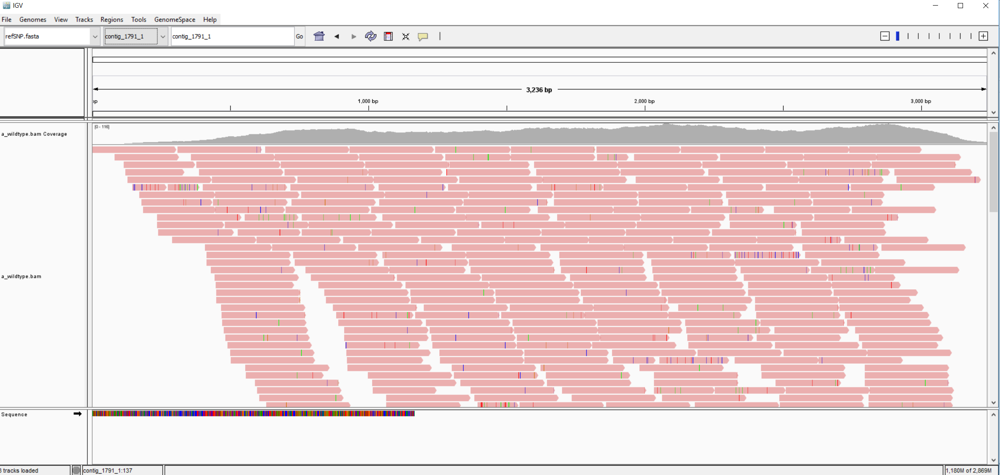 IGV
File Genomes View Tracks Regions Tools GenomeSpace Help
refSNP.fasta contig_1791_1 contig_1791_1 Go
3,236 bp
bp 1,000 bp 2,000 bp 3,000 bp
[0 - 116]
a_wildtype.bam Coverage
a_wildtype.bam
Sequence
3 tracks loaded contig_1791_1:137 1,180M of 2,869M